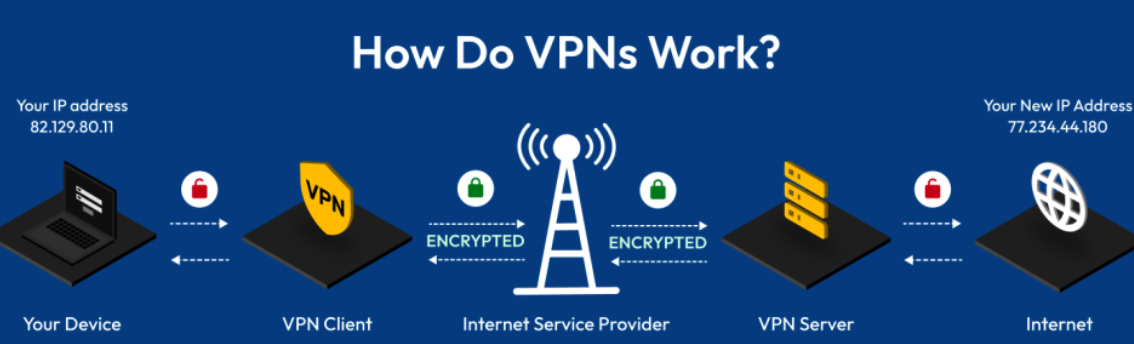 How Do VPNs Work?
Your IP address
82.129.80.11
Your New IP Address
77.234.44.180
VPN
ENCRYPTED
ENCRYPTED
Your Device
VPN Client
Internet Service Provider
VPN Server
Internet